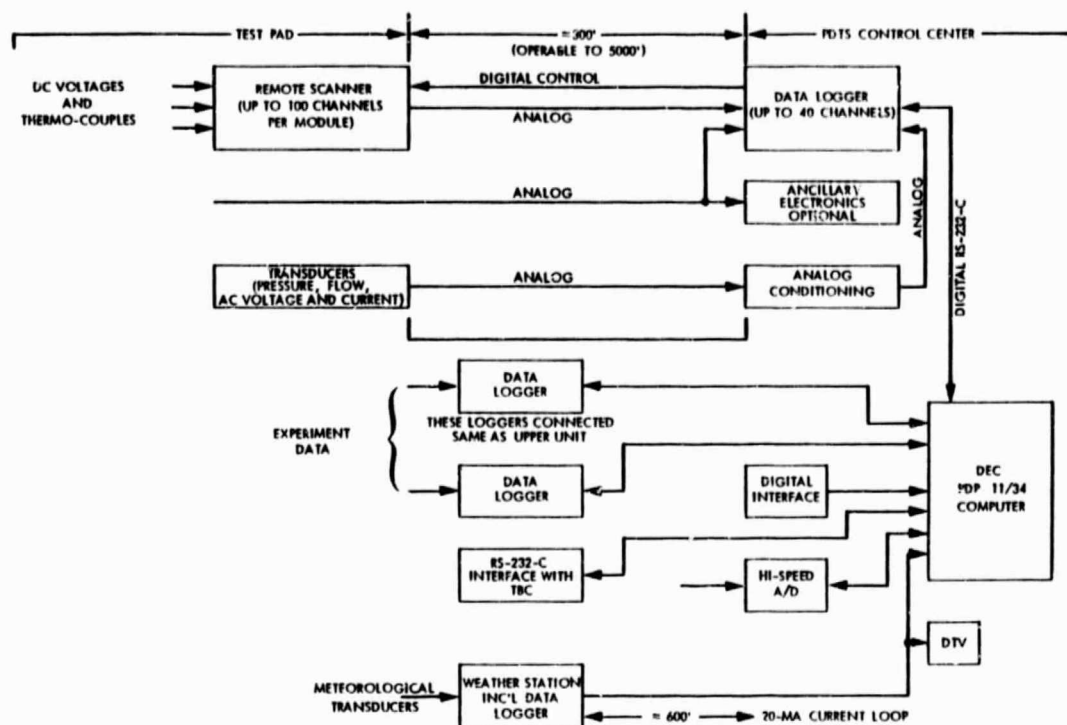 TEST PAD
≈ 300'
(OPERABLE TO 5000')
PDTS CONTROL CENTER
DC VOLTAGES
AND
THERMO-COUPLES
REMOTE SCANNER
(UP TO 100 CHANNELS
PER MODULE)
DIGITAL CONTROL
ANALOG
DATA LOGGER
(UP TO 40 CHANNELS)
ANALOG
ANCILLARY
ELECTRONICS
OPTIONAL
ANALOG
DIGITAL RS-232-C
TRANSDUCERS
(PRESSURE, FLOW,
AC VOLTAGE AND CURRENT)
ANALOG
ANALOG
CONDITIONING
DATA
LOGGER
THESE LOGGERS CONNECTED
SAME AS UPPER UNIT
EXPERIMENT
DATA
DATA
LOGGER
DIGITAL
INTERFACE
DEC
PDP 11/34
COMPUTER
RS-232-C
INTERFACE WITH
TBC
HI-SPEED
A/D
DTV
METEOROLOGICAL
TRANSDUCERS
WEATHER STATION
INC'L DATA
LOGGER
≈ 600'
20-MA CURRENT LOOP